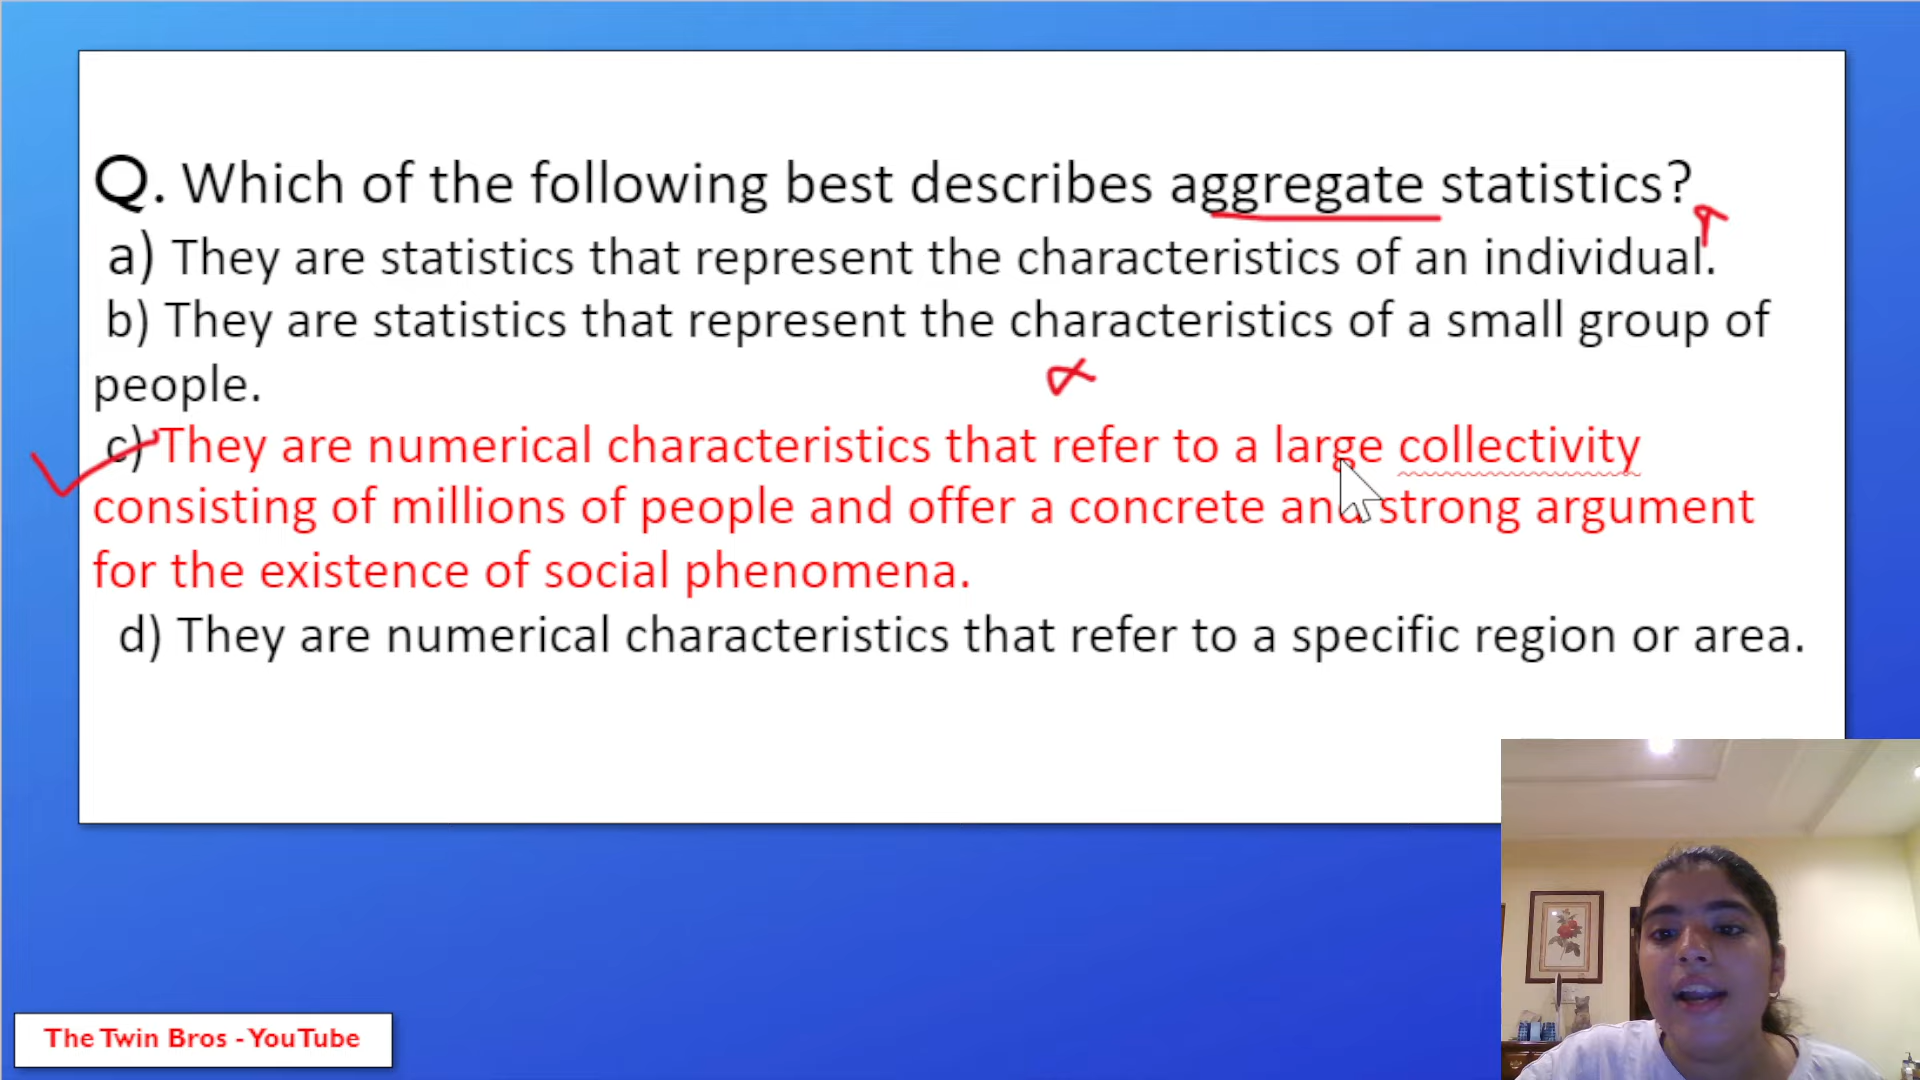 Q. Which of the following best describes aggregate statistics?
a) They are statistics that represent the characteristics of an individual.
b) They are statistics that represent the characteristics of a small group of
people.
c) They are numerical characteristics that refer to a large collectivity
consisting of millions of people and offer a concrete and strong argument
for the existence of social phenomena.
d) They are numerical characteristics that refer to a specific region or area.
The Twin Bros - YouTube